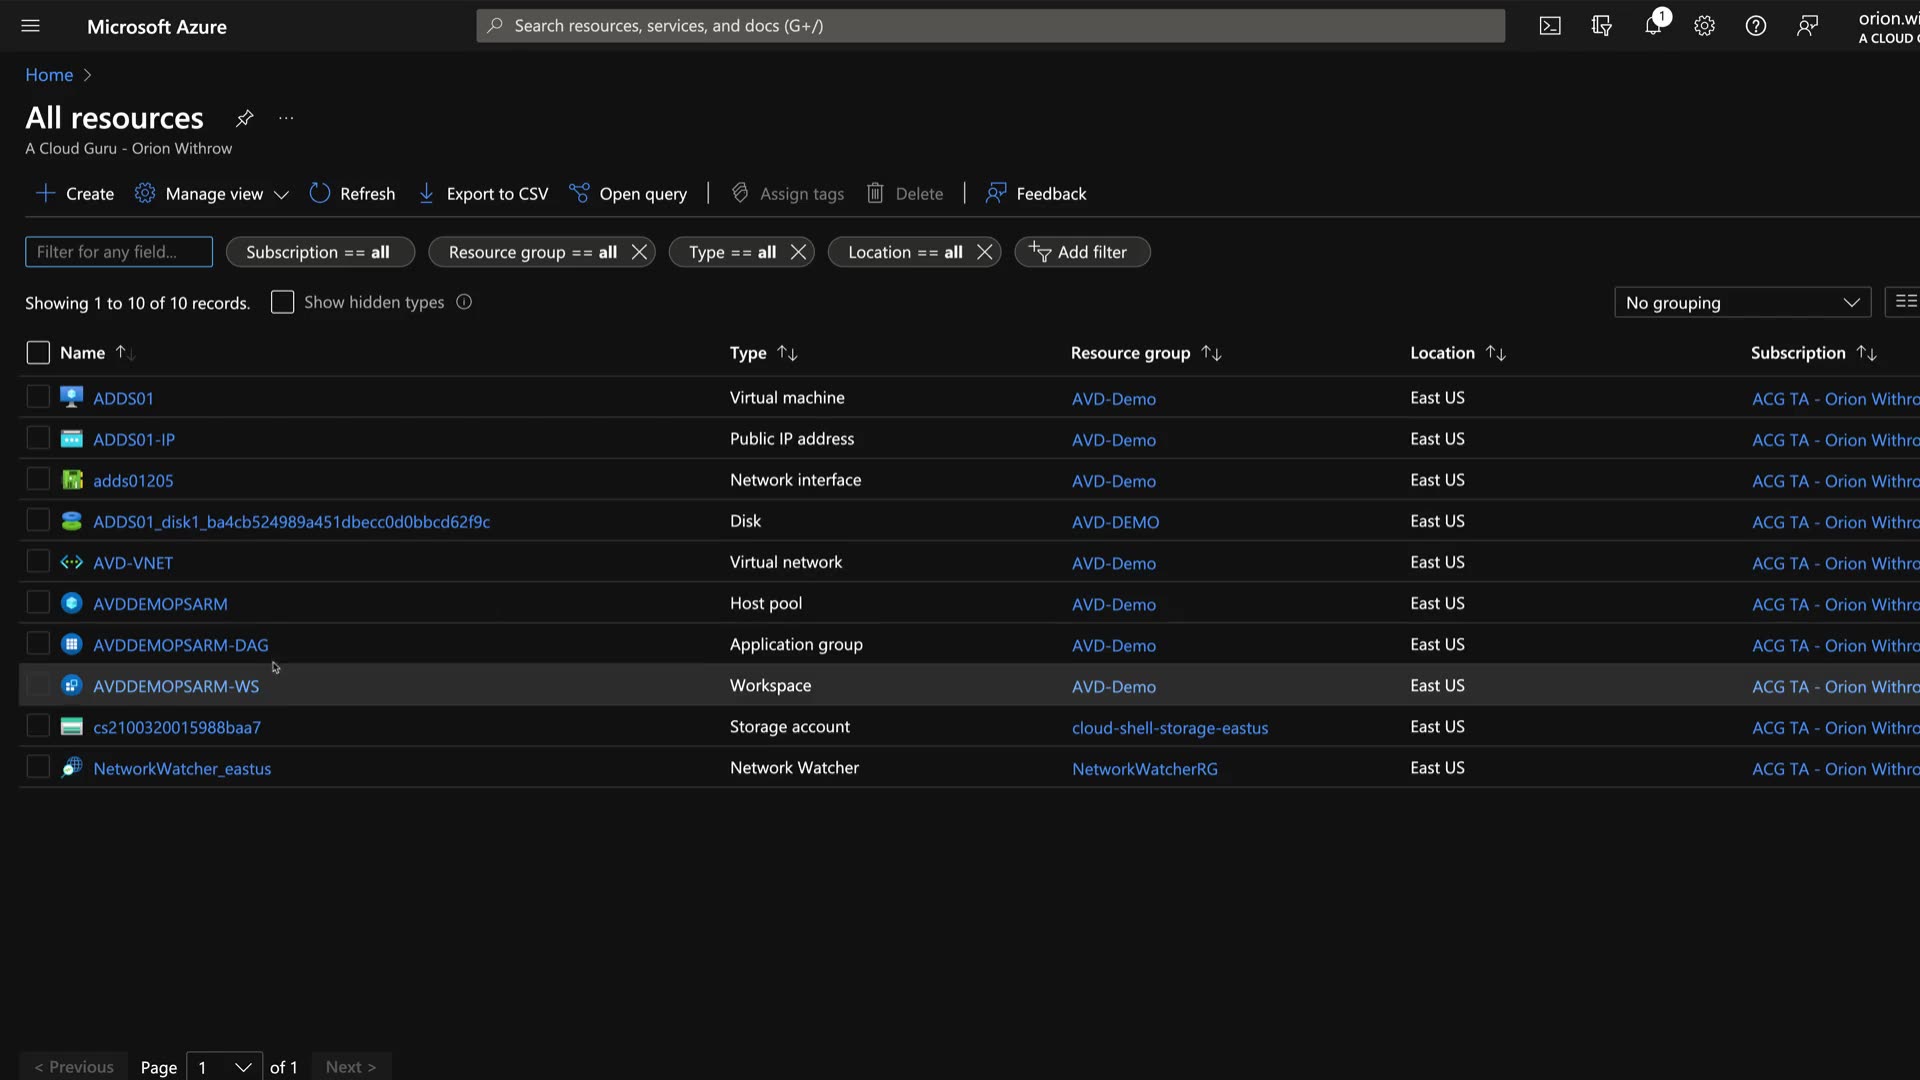 Microsoft Azure
Search resources, services, and docs (G+/)
1
orion.wi
A CLOUD
Home
All resources
A Cloud Guru - Orion Withrow
Create
Manage view
Refresh
Export to CSV
Open query
Assign tags
Delete
Feedback
Filter for any field...
Subscription == all
Resource group == all
Type == all
Location == all
Add filter
Showing 1 to 10 of 10 records.
Show hidden types
No grouping
Name Type Resource group Location Subscription
ADDS01 Virtual machine AVD-Demo East US ACG TA - Orion Withro
ADDS01-IP Public IP address AVD-Demo East US ACG TA - Orion Withro
adds01205 Network interface AVD-Demo East US ACG TA - Orion Withro
ADDS01_disk1_ba4cb524989a451dbecc0d0bbcd62f9c Disk AVD-DEMO East US ACG TA - Orion Withro
AVD-VNET Virtual network AVD-Demo East US ACG TA - Orion Withro
AVDDEMOPSARM Host pool AVD-Demo East US ACG TA - Orion Withro
AVDDEMOPSARM-DAG Application group AVD-Demo East US ACG TA - Orion Withro
AVDDEMOPSARM-WS Workspace AVD-Demo East US ACG TA - Orion Withro
cs2100320015988baa7 Storage account cloud-shell-storage-eastus East US ACG TA - Orion Withro
NetworkWatcher_eastus Network Watcher NetworkWatcherRG East US ACG TA - Orion Withro
< Previous Page 1 of 1 Next >